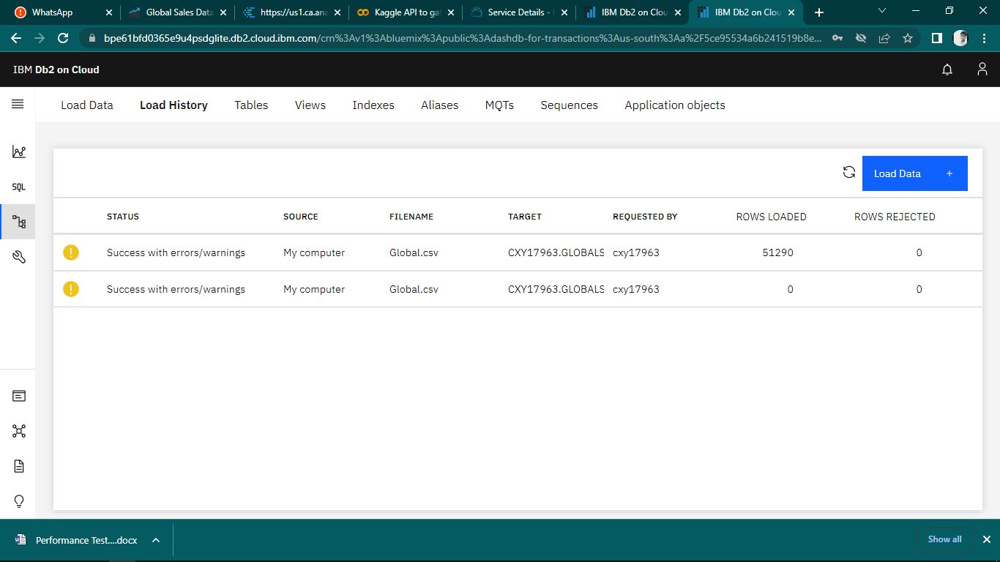 WhatsApp
Global Sales Data
https://us1.ca.ana
Kaggle API to ga
Service Details -
IBM Db2 on Clou
IBM Db2 on Clou
bpe61bfd0365e9u4psdglite.db2.cloud.ibm.com/crn%3Av1%3Abluemix%3Apublic%3Adashdb-for-transactions%3Aus-south%3Aa%2F5ce95534a6b241519b8e...
IBM Db2 on Cloud
Load Data Load History Tables Views Indexes Aliases MQTs Sequences Application objects
SQL
Load Data +
STATUS SOURCE FILENAME TARGET REQUESTED BY ROWS LOADED ROWS REJECTED
Success with errors/warnings My computer Global.csv CXY17963.GLOBALS cxy17963 51290 0
Success with errors/warnings My computer Global.csv CXY17963.GLOBALS cxy17963 0 0
Performance Test....docx
Show all